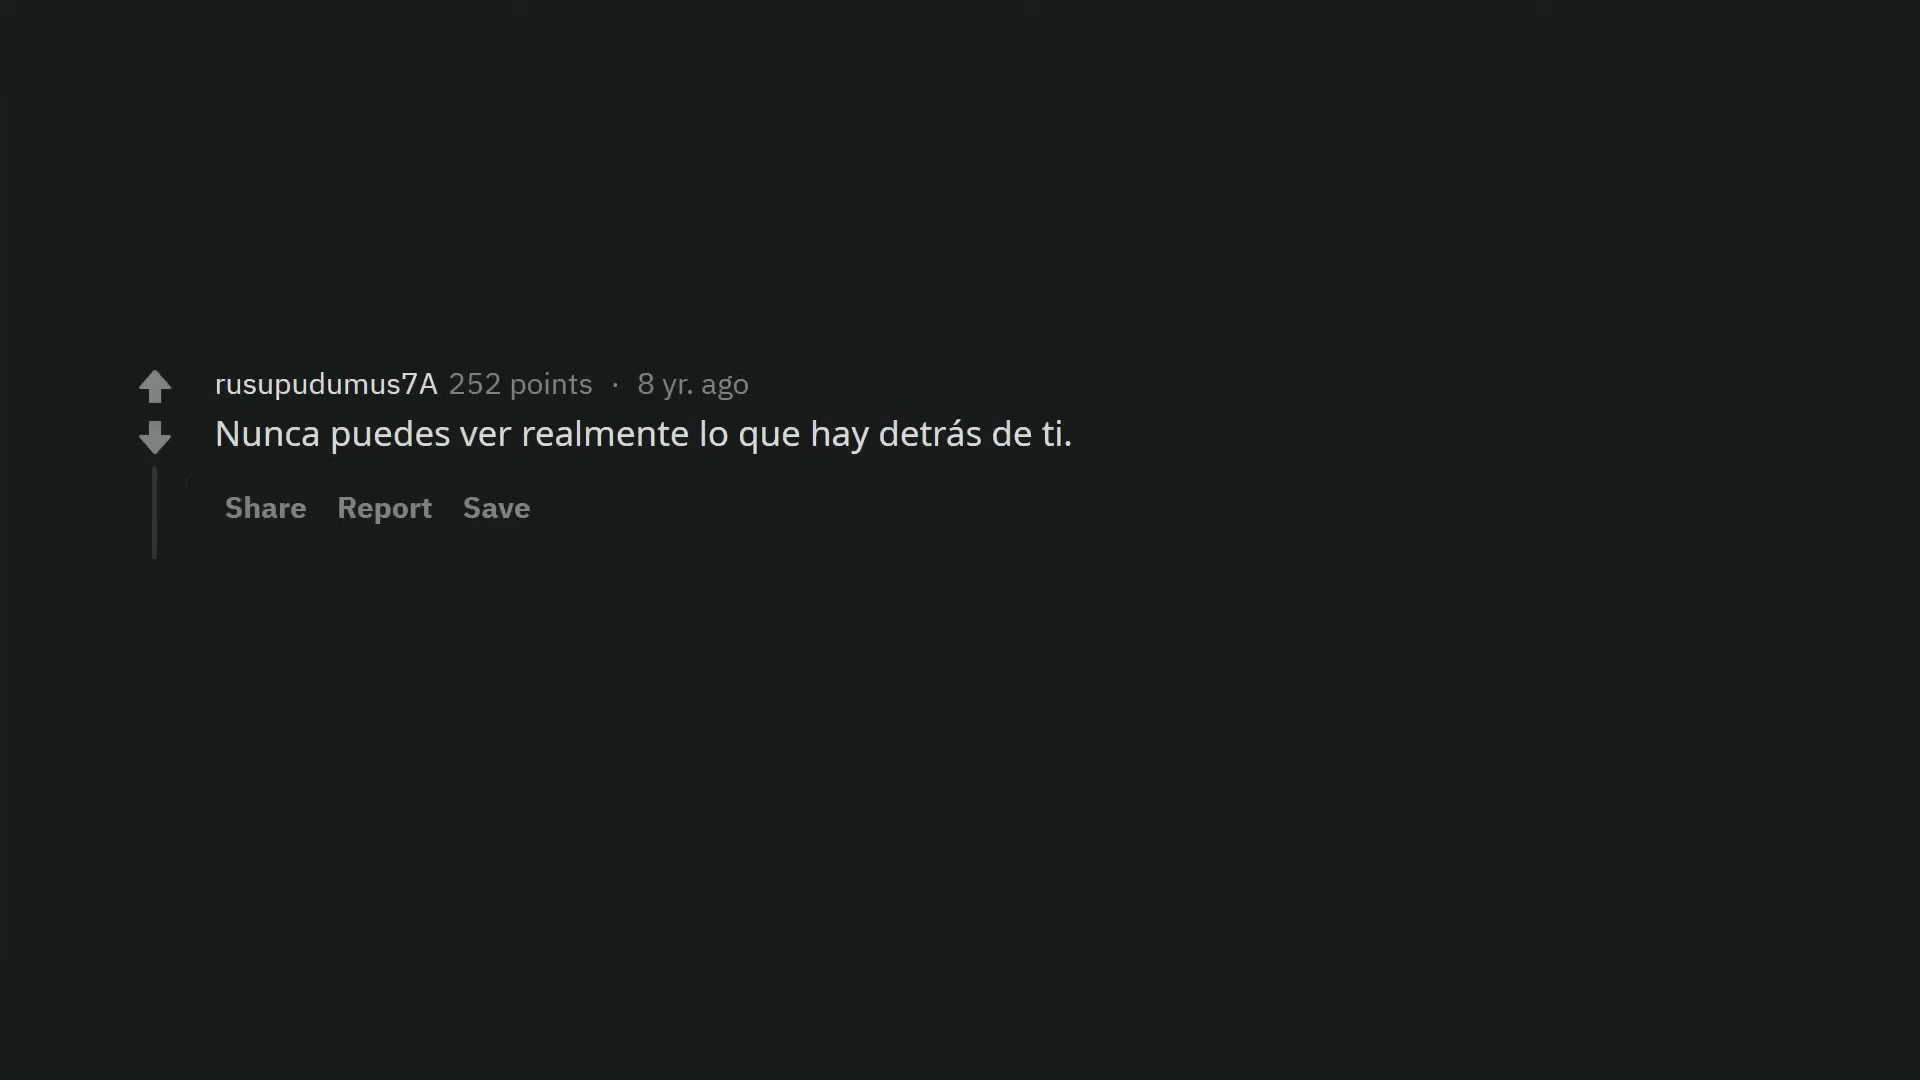 rusupudumus7A 252 points · 8 yr. ago
Nunca puedes ver realmente lo que hay detrás de ti.
Share Report Save